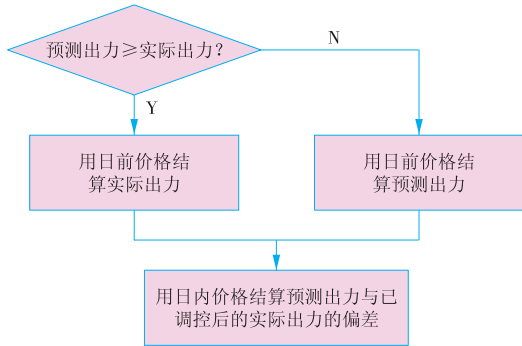 预测出力≥实际出力?
N
Y
用日前价格结
算实际出力
用日前价格结
算预测出力
用日内价格结算预测出力与已
调控后的实际出力的偏差